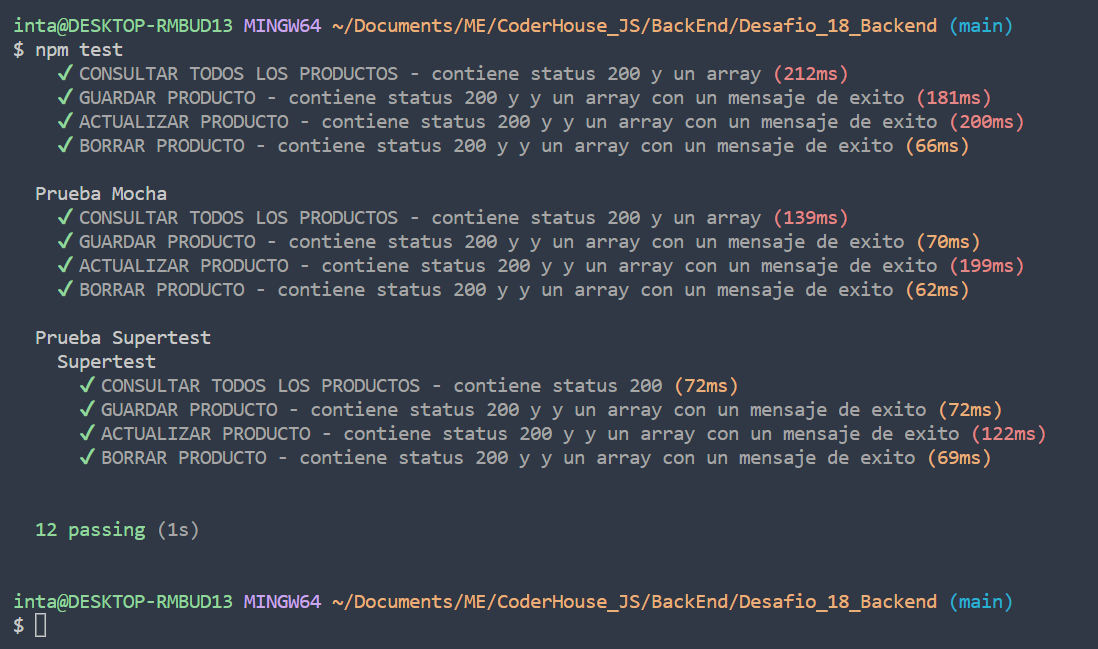 inta@DESKTOP-RMBUD13 MINGW64 ~/Documents/ME/CoderHouse_JS/BackEnd/Desafio_18_Backend (main)
$ npm test
✓ CONSULTAR TODOS LOS PRODUCTOS - contiene status 200 y un array (212ms)
✓ GUARDAR PRODUCTO - contiene status 200 y y un array con un mensaje de exito (181ms)
✓ ACTUALIZAR PRODUCTO - contiene status 200 y y un array con un mensaje de exito (200ms)
✓ BORRAR PRODUCTO - contiene status 200 y y un array con un mensaje de exito (66ms)
Prueba Mocha
✓ CONSULTAR TODOS LOS PRODUCTOS - contiene status 200 y un array (139ms)
✓ GUARDAR PRODUCTO - contiene status 200 y y un array con un mensaje de exito (70ms)
✓ ACTUALIZAR PRODUCTO - contiene status 200 y y un array con un mensaje de exito (199ms)
✓ BORRAR PRODUCTO - contiene status 200 y y un array con un mensaje de exito (62ms)
Prueba Supertest
Supertest
✓ CONSULTAR TODOS LOS PRODUCTOS - contiene status 200 (72ms)
✓ GUARDAR PRODUCTO - contiene status 200 y y un array con un mensaje de exito (72ms)
✓ ACTUALIZAR PRODUCTO - contiene status 200 y y un array con un mensaje de exito (122ms)
✓ BORRAR PRODUCTO - contiene status 200 y y un array con un mensaje de exito (69ms)
12 passing (1s)
inta@DESKTOP-RMBUD13 MINGW64 ~/Documents/ME/CoderHouse_JS/BackEnd/Desafio_18_Backend (main)
$